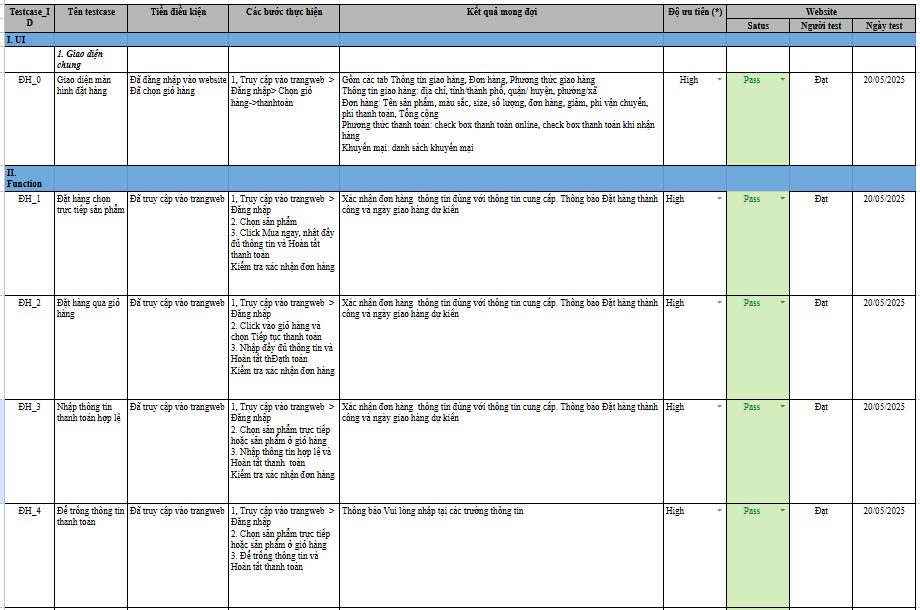 Testcase_I
D
Tên testcase
Tiền điều kiện
Các bước thực hiện
Kết quả mong đợi
Độ ưu tiên (*)
Website
Satus
Người test
Ngày test
I. UI
1. Giao diện
chung
ĐH_0
Giao diện màn
hình đặt hàng
Đã đăng nhập vào website
Đã chọn giỏ hàng
1, Truy cập vào trangweb >
Đăng nhập> Chọn giỏ
hàng->thanhtoán
Gồm các tab Thông tin giao hàng, Đơn hàng, Phương thức giao hàng
Thông tin giao hàng: địa chỉ, tỉnh/thành phố, quận/ huyện, phường/xã
Đơn hàng: Tên sản phẩm, màu sắc, size, số lượng, đơn hàng, giảm, phí vận chuyển,
phí thanh toán, Tổng cộng
Phương thức thanh toán: check box thanh toán online, check box thanh toán khi nhận
hàng
Khuyến mại: danh sách khuyến mại
High
Pass
Đạt
20/05/2025
II.
Function
ĐH_1
Đặt hàng chọn
trực tiếp sản phẩm
Đã truy cập vào trangweb
1, Truy cập vào trangweb >
Đăng nhập
2. Chọn sản phẩm
3. Click Mua ngay, nhật đầy
đủ thông tin và Hoàn tất
thanh toán
Kiểm tra xác nhận đơn hàng
Xác nhận đơn hàng thông tin đúng với thông tin cung cấp. Thông báo Đặt hàng thành
công và ngày giao hàng dự kiến
High
Pass
Đạt
20/05/2025
ĐH_2
Đặt hàng qua giỏ
hàng
Đã truy cập vào trangweb
1, Truy cập vào trangweb >
Đăng nhập
2. Click vào giỏ hàng và
chọn Tiếp tục thanh toán
3. Nhập đầy đủ thông tin và
Hoàn tất thĐạth toán
Kiểm tra xác nhận đơn hàng
Xác nhận đơn hàng thông tin đúng với thông tin cung cấp. Thông báo Đặt hàng thành
công và ngày giao hàng dự kiến
High
Pass
Đạt
20/05/2025
ĐH_3
Nhập thông tin
thanh toán hợp lệ
Đã truy cập vào trangweb
1, Truy cập vào trangweb >
Đăng nhập
2. Chọn sản phẩm trực tiếp
hoặc sản phẩm ở giỏ hàng
3. Nhập thông tin hợp lệ và
Hoàn tất thanh toán
Kiểm tra xác nhận đơn hàng
Xác nhận đơn hàng thông tin đúng với thông tin cung cấp. Thông báo Đặt hàng thành
công và ngày giao hàng dự kiến
High
Pass
Đạt
20/05/2025
ĐH_4
Để trống thông tin
thanh toán
Đã truy cập vào trangweb
1, Truy cập vào trangweb >
Đăng nhập
2. Chọn sản phẩm trực tiếp
hoặc sản phẩm ở giỏ hàng
3. Để trống thông tin và
Hoàn tất thanh toán
Thông báo Vui lòng nhập tại các trường thông tin
High
Pass
Đạt
20/05/2025